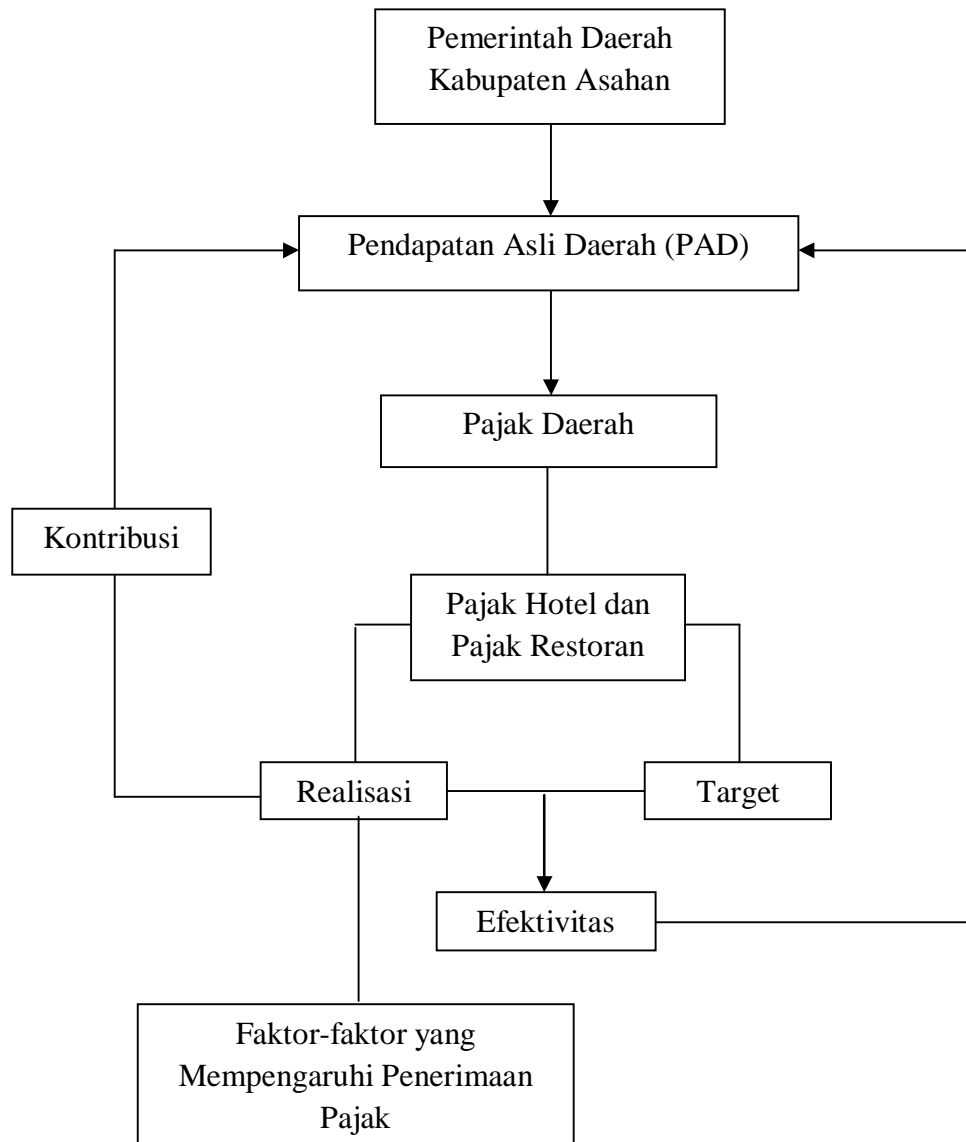 Pemerintah Daerah
Kabupaten Asahan
Pendapatan Asli Daerah (PAD)
Pajak Daerah
Kontribusi
Pajak Hotel dan
Pajak Restoran
Realisasi
Target
Efektivitas
Faktor-faktor yang
Mempengaruhi Penerimaan
Pajak